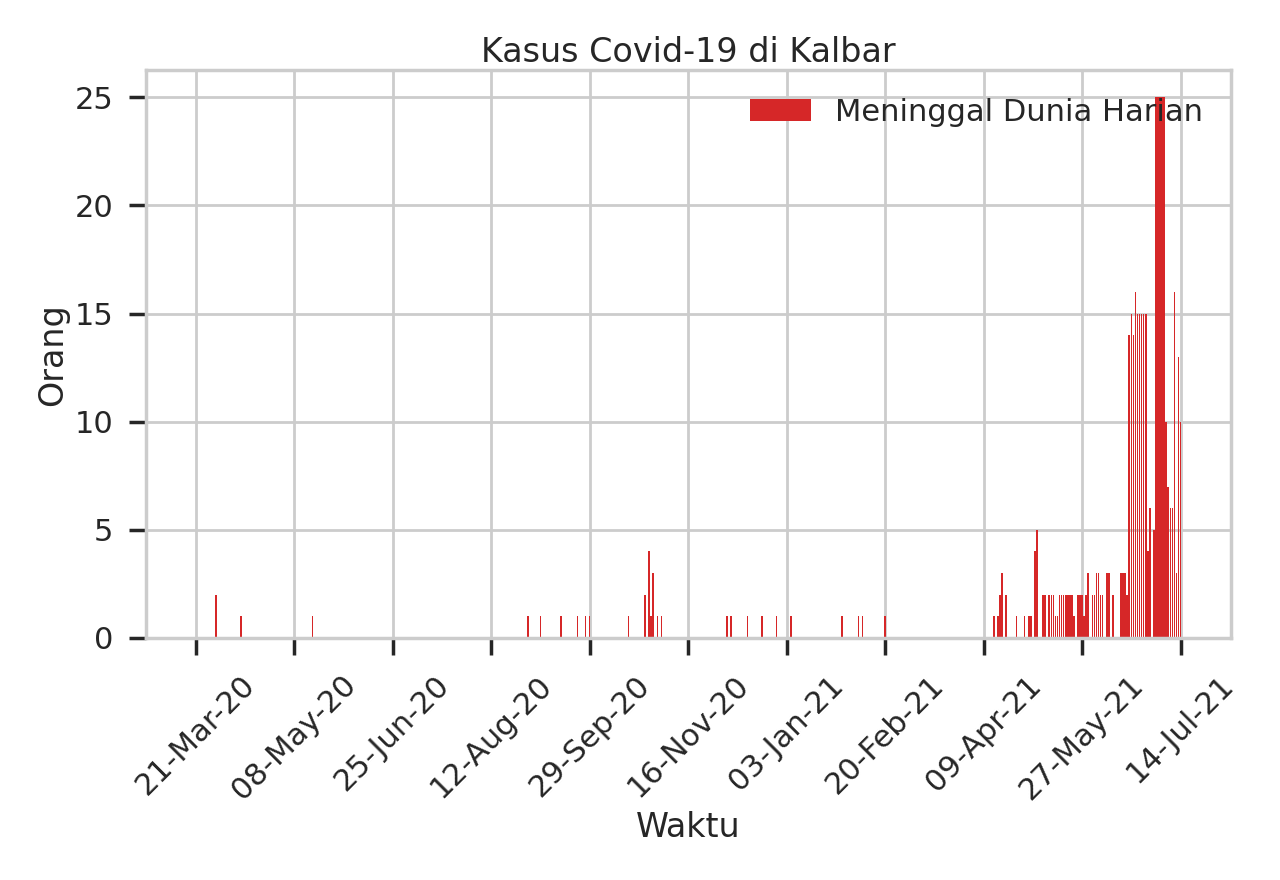 Kasus Covid-19 di Kalbar
Meninggal Dunia Harian
Orang
25
20
15
10
5
0
21-Mar-20
08-May-20
25-Jun-20
12-Aug-20
29-Sep-20
16-Nov-20
03-Jan-21
20-Feb-21
09-Apr-21
27-May-21
14-Jul-21
Waktu